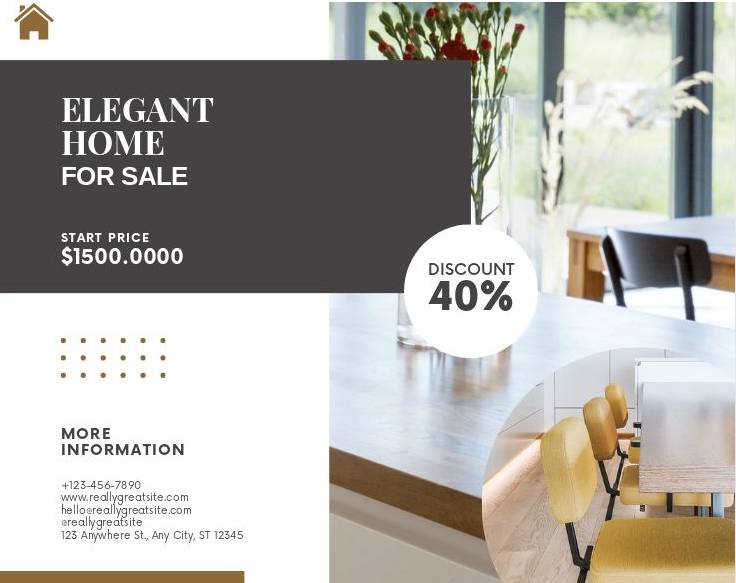 ELEGANT
HOME
FOR SALE
START PRICE
$1500.0000
DISCOUNT
40%
MORE
INFORMATION
+123-456-7890
www.reallygreatsite.com
hello@reallygreatsite.com
@reallygreatsite
123 Anywhere St., Any City, ST 12345